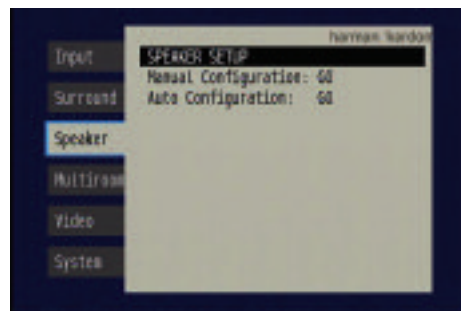 harman kardon
Input
SPEAKER SETUP
Manual Configuration: GO
Surround
Auto Configuration: GO
Speaker
Multiroom
Video
System